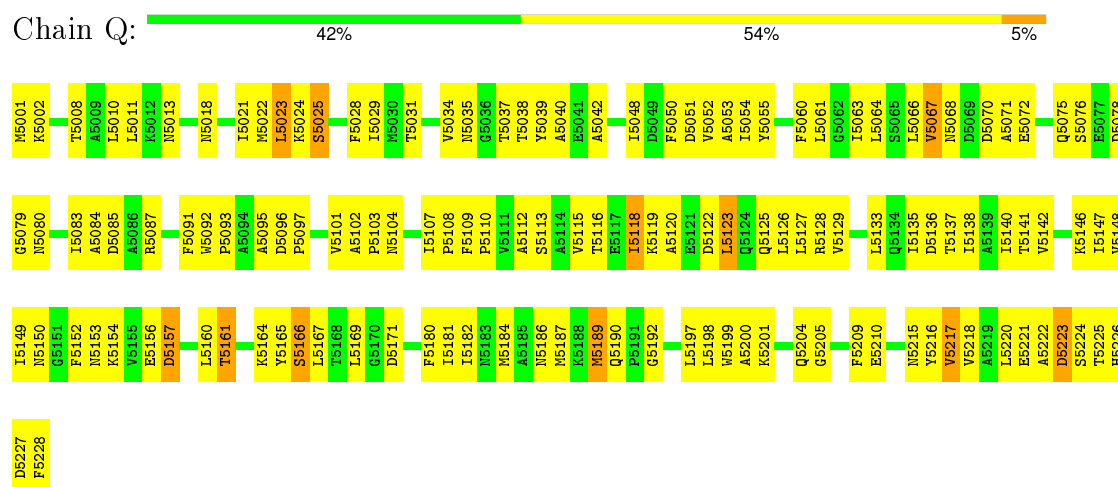 Chain Q:
42% 54% 5%
M5001 K5002 T5008 A5009 L5010 L5011 K5012 N5013 N5018 I5021 M5022 L5023 K5024 S5025 F5028 I5029 M5030 T5031 V5034 N5035 G5036 T5037 T5038 Y5039 A5040 E5041 A5042 I5048 D5049 F5050 D5051 V5052 A5053 I5054 Y5055 F5060 L5061 G5062 I5063 L5064 S5065 L5066 V5067 N5068 D5069 D5070 A5071 E5072 Q5075 S5076 E5077 D5078
G5079 N5080 I5083 A5084 D5085 A5086 R5087 F5091 W5092 P5093 A5094 A5095 D5096 P5097 V5101 A5102 P5103 N5104 I5107 P5108 F5109 P5110 V5111 A5112 S5113 A5114 V5115 T5116 E5117 I5118 K5119 A5120 E5121 D5122 L5123 Q5124 Q5125 L5126 L5127 R5128 V5129 L5133 Q5134 I5135 D5136 T5137 I5138 A5139 I5140 T5141 V5142 K5146 I5147
I5149 N5150 G5151 F5152 N5153 K5154 V5155 E5156 D5157 L5160 T5161 K5164 Y5165 S5166 L5167 T5168 L5169 G5170 D5171 F5180 I5181 I5182 N5183 M5184 A5185 N5186 M5187 K5188 M5189 Q5190 P5191 G5192 L5197 L5198 W5199 A5200 K5201 Q5204 G5205 F5209 E5210 N5215 Y5216 V5217 V5218 A5219 L5220 E5221 A5222 D5223 S5224 T5225 H5226
D5227 F5228